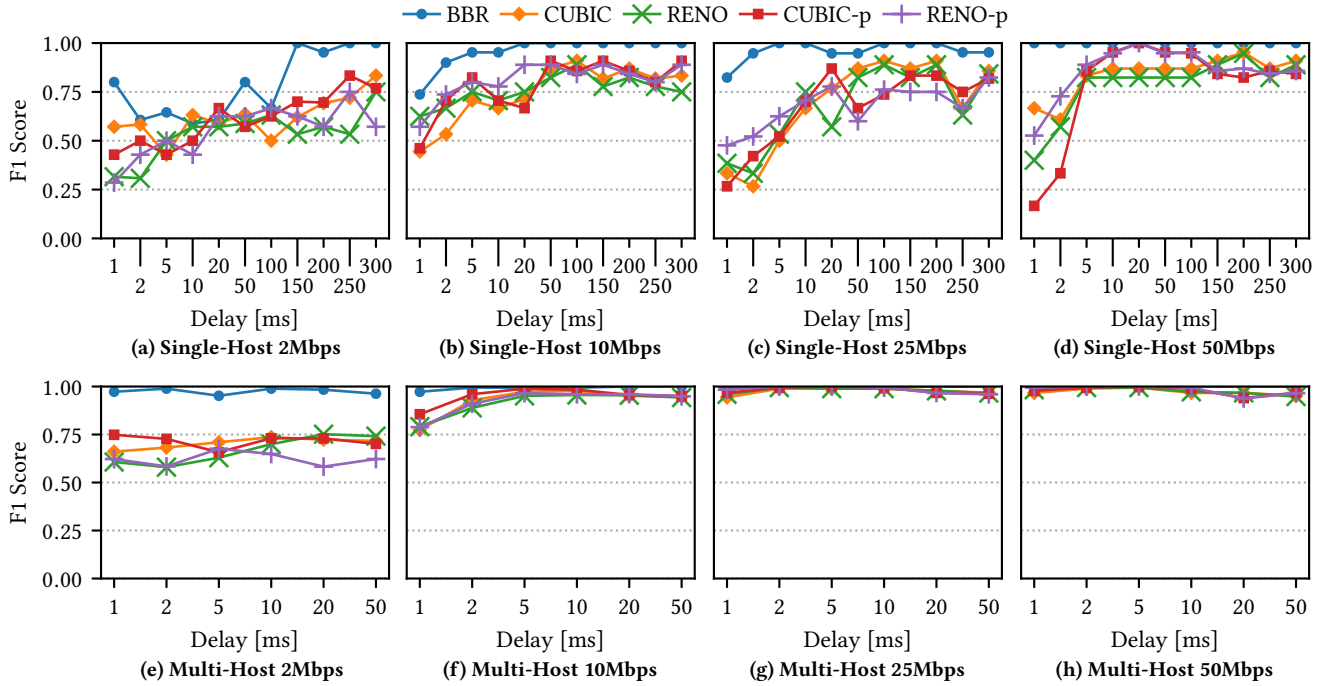 BBR CUBIC RENO CUBIC-p RENO-p
F1 Score
1.00
0.75
0.50
0.25
0.00
1 5 20 100 200 300
2 10 50 150 250
Delay [ms]
(a) Single-Host 2Mbps
1 5 20 100 200 300
2 10 50 150 250
Delay [ms]
(b) Single-Host 10Mbps
1 5 20 100 200 300
2 10 50 150 250
Delay [ms]
(c) Single-Host 25Mbps
1 5 20 100 200 300
2 10 50 150 250
Delay [ms]
(d) Single-Host 50Mbps
F1 Score
1.00
0.75
0.50
0.25
0.00
1 2 5 10 20 50
Delay [ms]
(e) Multi-Host 2Mbps
1 2 5 10 20 50
Delay [ms]
(f) Multi-Host 10Mbps
1 2 5 10 20 50
Delay [ms]
(g) Multi-Host 25Mbps
1 2 5 10 20 50
Delay [ms]
(h) Multi-Host 50Mbps